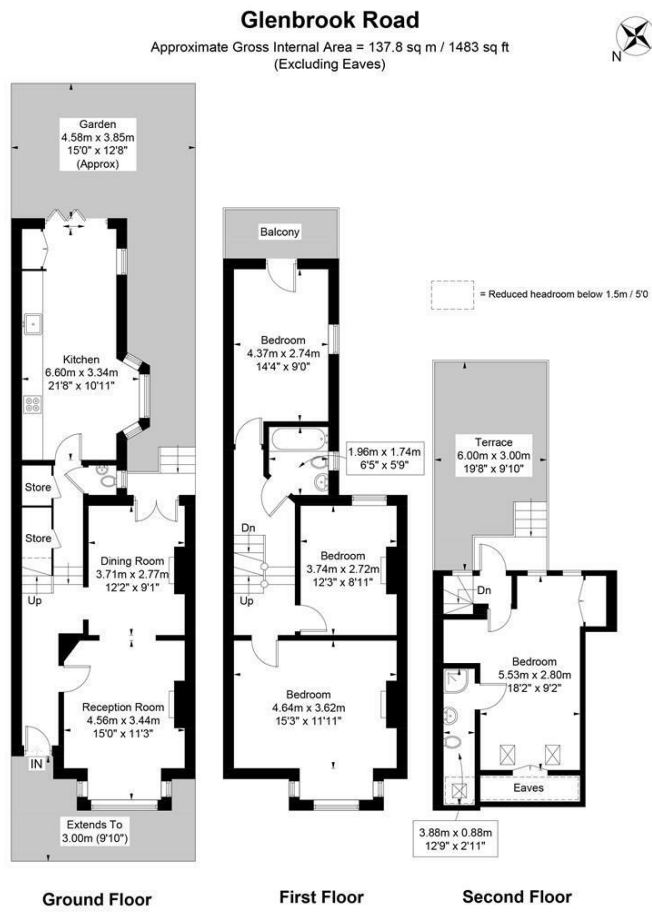 Glenbrook Road
Approximate Gross Internal Area = 137.8 sq m / 1483 sq ft
(Excluding Eaves)
N
Garden
4.58m x 3.85m
15'0" x 12'8"
(Approx)
Kitchen
6.60m x 3.34m
21'8" x 10'11"
Store
Store
Up
Dining Room
3.71m x 2.77m
12'2" x 9'1"
Reception Room
4.56m x 3.44m
15'0" x 11'3"
IN
Extends To
3.00m (9'10")
Ground Floor
Balcony
Bedroom
4.37m x 2.74m
14'4" x 9'0"
1.96m x 1.74m
6'5" x 5'9"
Dn
Up
Bedroom
3.74m x 2.72m
12'3" x 8'11"
Bedroom
4.64m x 3.62m
15'3" x 11'11"
First Floor
= Reduced headroom below 1.5m / 5'0
Terrace
6.00m x 3.00m
19'8" x 9'10"
Dn
Bedroom
5.53m x 2.80m
18'2" x 9'2"
Eaves
3.88m x 0.88m
12'9" x 2'11"
Second Floor